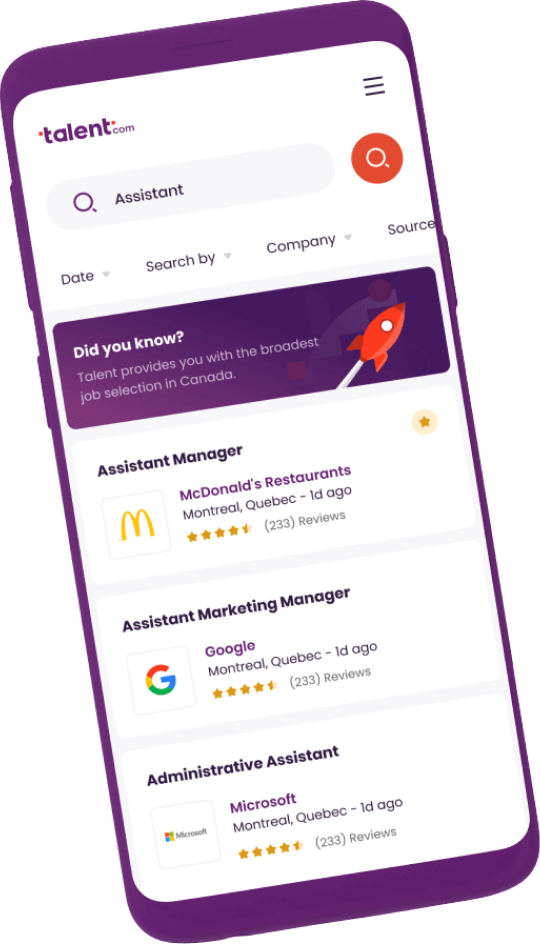 talent.com
Assistant
Date Search by Company Source
Did you know?
Talent provides you with the broadest
job selection in Canada.
Assistant Manager
McDonald's Restaurants
Montreal, Quebec - 1d ago
(233) Reviews
Assistant Marketing Manager
Google
Montreal, Quebec - 1d ago
(233) Reviews
Administrative Assistant
Microsoft
Microsoft
Montreal, Quebec - 1d ago
(233) Reviews